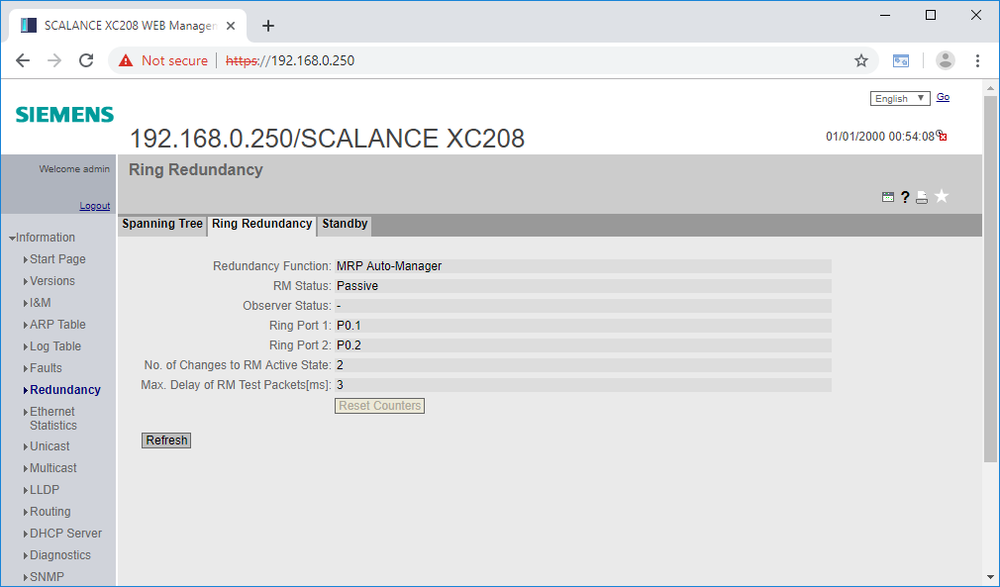 SCALANCE XC208 WEB Managem
Not secure
https://192.168.0.250
English
Go
SIEMENS
192.168.0.250/SCALANCE XC208
01/01/2000 00:54:08
Welcome admin
Logout
Ring Redundancy
?
Spanning Tree
Ring Redundancy
Standby
Information
Start Page
Versions
I&M
ARP Table
Log Table
Faults
Redundancy
Ethernet
Statistics
Unicast
Multicast
LLDP
Routing
DHCP Server
Diagnostics
SNMP
Redundancy Function: MRP Auto-Manager
RM Status: Passive
Observer Status: -
Ring Port 1: P0.1
Ring Port 2: P0.2
No. of Changes to RM Active State: 2
Max. Delay of RM Test Packets[ms]: 3
Reset Counters
Refresh